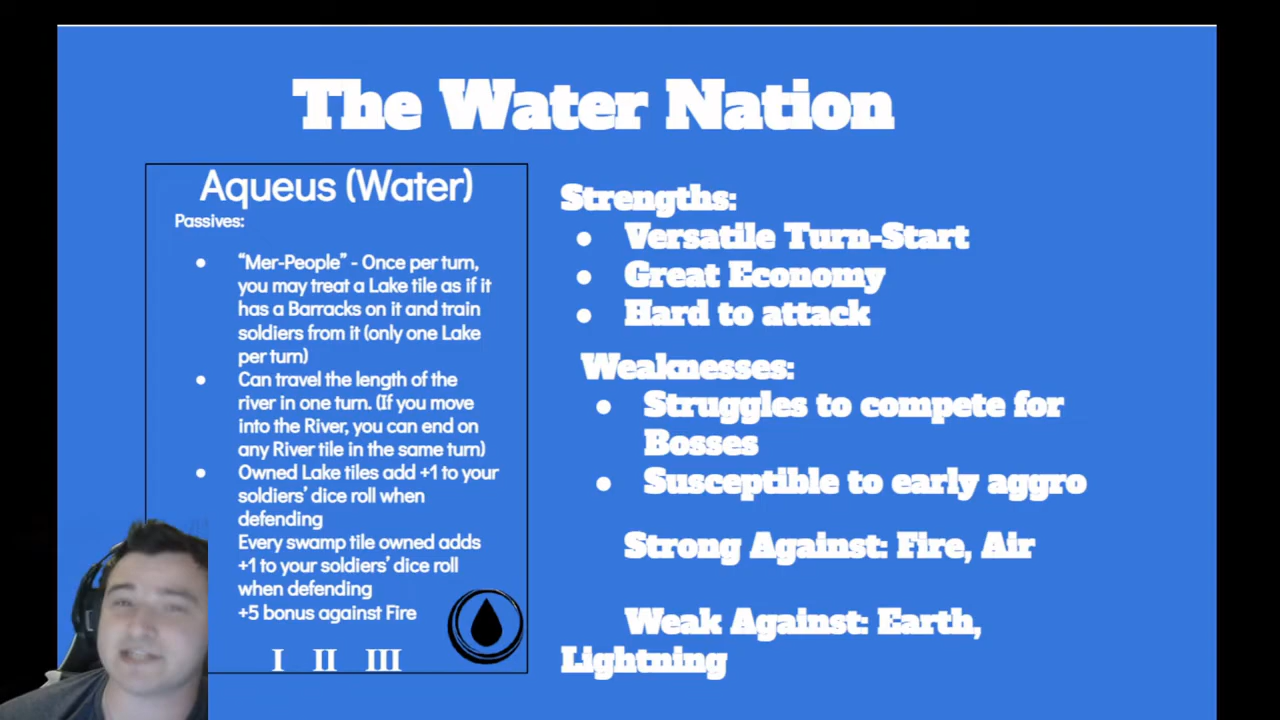 The Water Nation
Aqueus (Water)
Passives:
● “Mer-People” - Once per turn,
you may treat a Lake tile as if it
has a Barracks on it and train
soldiers from it (only one Lake
per turn)
● Can travel the length of the
river in one turn. (If you move
into the River, you can end on
any River tile in the same turn)
● Owned Lake tiles add +1 to your
soldiers’ dice roll when
defending
Every swamp tile owned adds
+1 to your soldiers’ dice roll
when defending
+5 bonus against Fire
I II III
Strengths:
● Versatile Turn-Start
● Great Economy
● Hard to attack
Weaknesses:
● Struggles to compete for
Bosses
● Susceptible to early aggro
Strong Against: Fire, Air
Weak Against: Earth,
Lightning